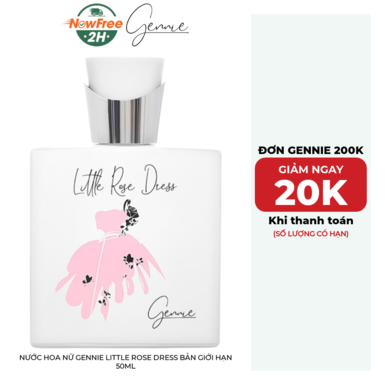 NowFree
2H
Gennie
Little Rose Dress
Gennie
ĐƠN GENNIE 200K
GIẢM NGAY
20K
Khi thanh toán
(SỐ LƯỢNG CÓ HẠN)
NƯỚC HOA NỮ GENNIE LITTLE ROSE DRESS BẢN GIỚI HẠN
50ML